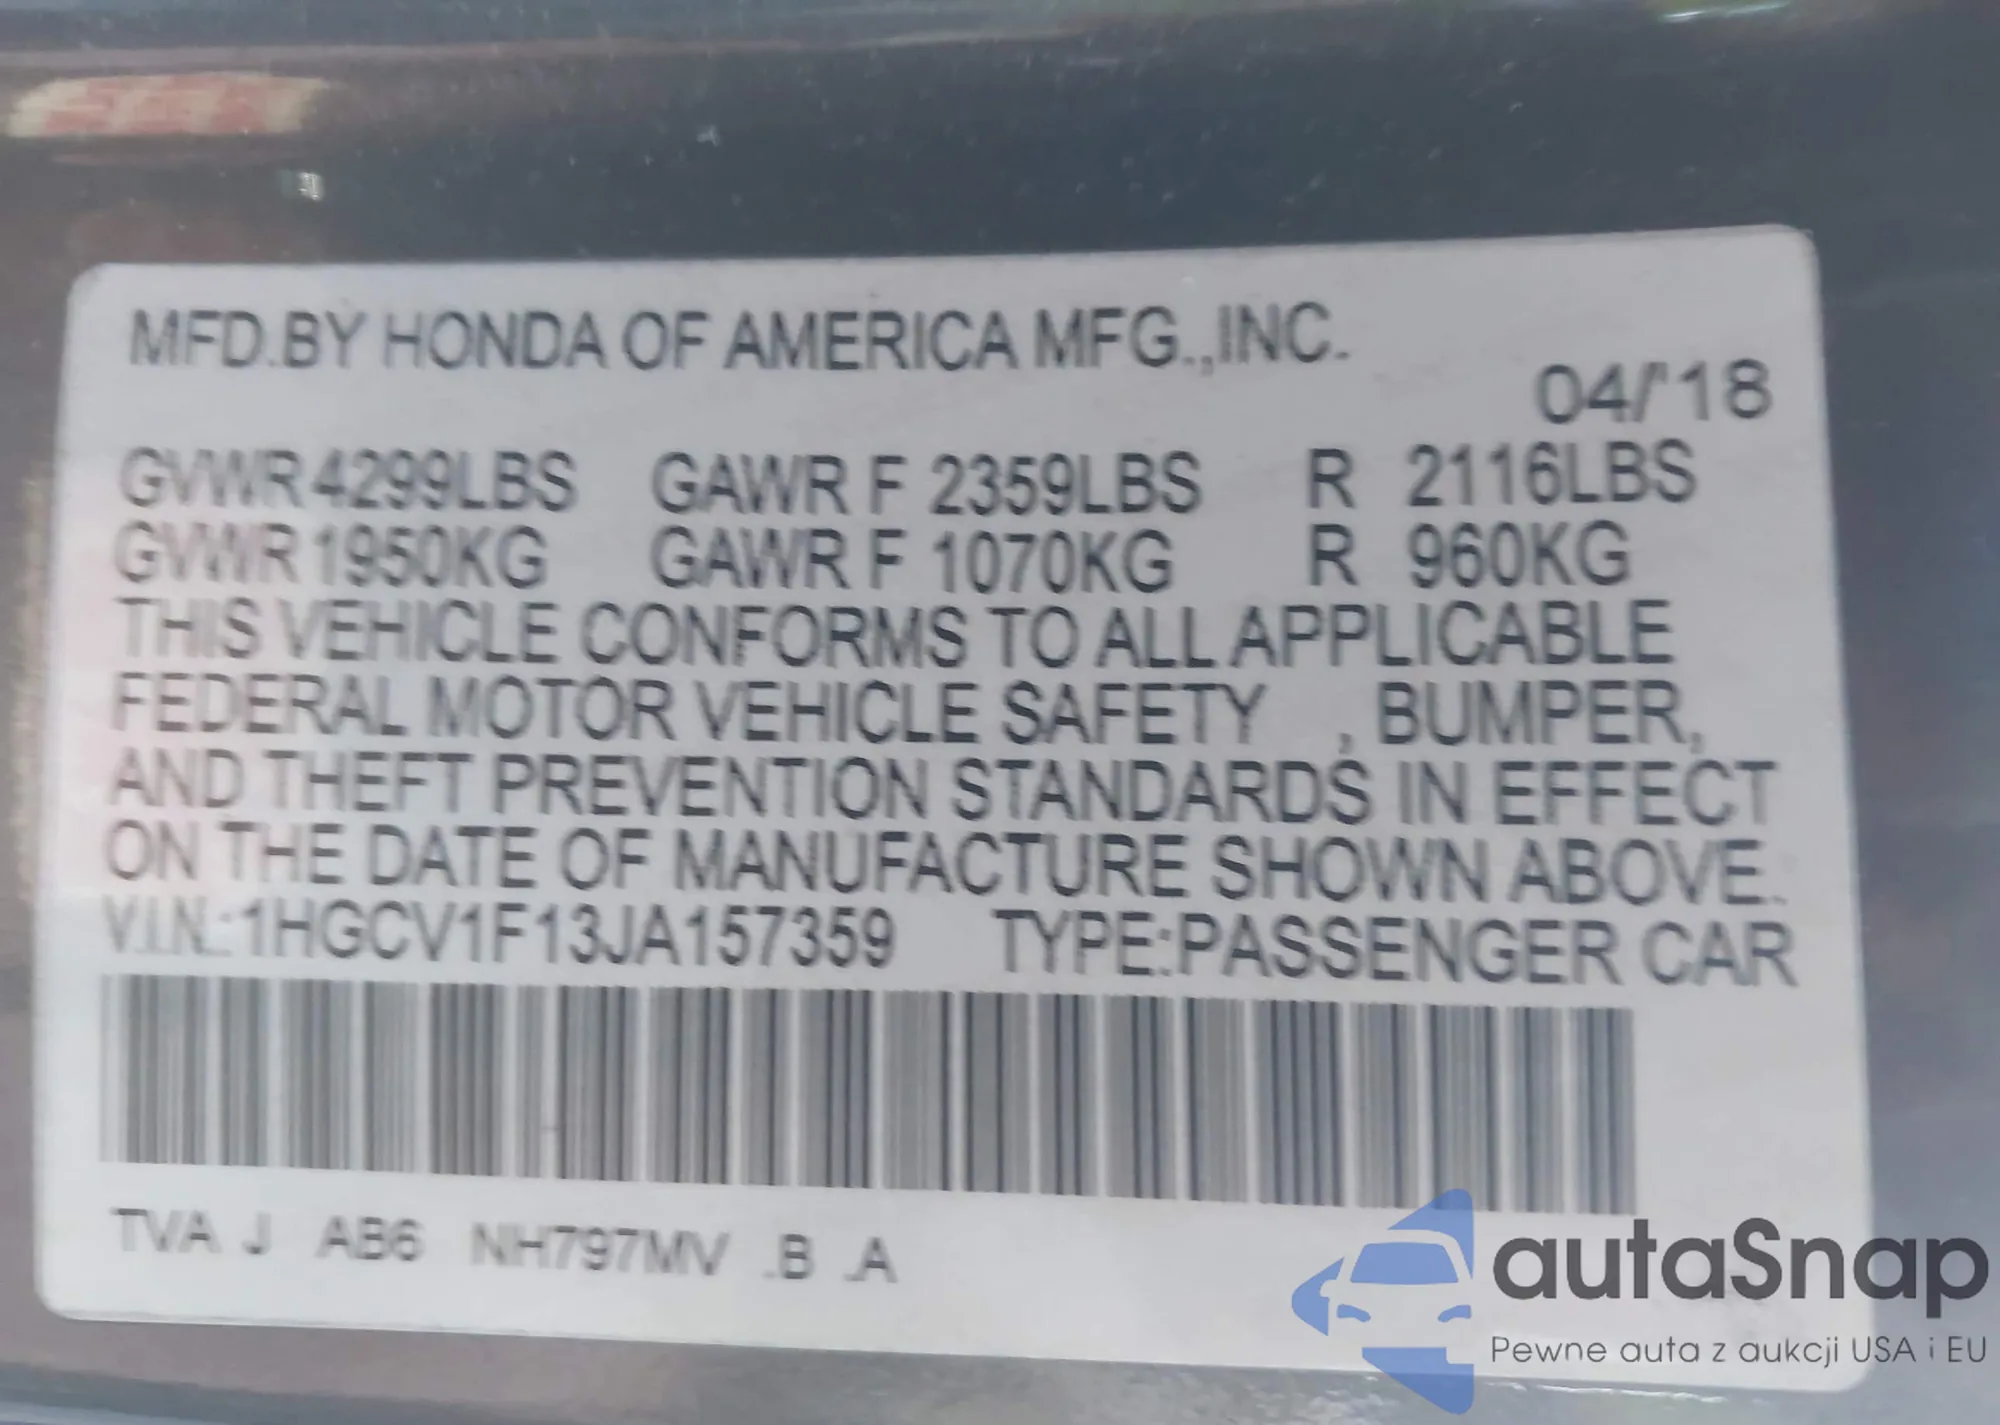 MFD.BY HONDA OF AMERICA MFG.,INC.
04/'18
GVWR 4299LBS GAWR F 2359LBS R 2116LBS
GVWR 1950KG GAWR F 1070KG R 960KG
THIS VEHICLE CONFORMS TO ALL APPLICABLE
FEDERAL MOTOR VEHICLE SAFETY , BUMPER,
AND THEFT PREVENTION STANDARDS IN EFFECT
ON THE DATE OF MANUFACTURE SHOWN ABOVE.
V.I.N.:1HGCV1F13JA157359 TYPE:PASSENGER CAR
TVA J AB6 NH797MV .B .A
autaSnap
Pewne auta z aukcji USA i EU